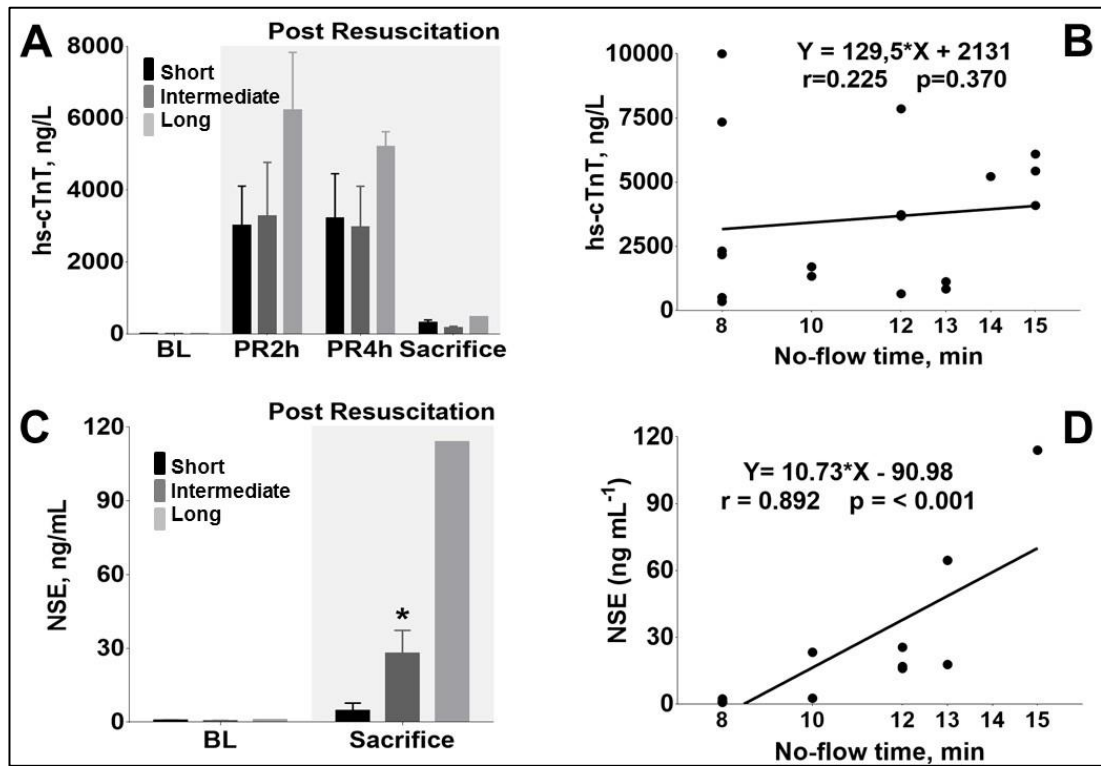 A
Post Resuscitation
8000
6000
4000
2000
0
hs-cTnT, ng/L
Short
Intermediate
Long
BL PR2h PR4h Sacrifice
B
10000
7500
5000
2500
0
hs-cTnT, ng/L
Y = 129,5*X + 2131
r=0.225 p=0.370
8 10 12 13 14 15
No-flow time, min
C
Post Resuscitation
120
90
60
30
0
NSE, ng/mL
Short
Intermediate
Long
*
BL Sacrifice
D
120
90
60
30
0
NSE (ng mL⁻¹)
Y= 10.73*X - 90.98
r = 0.892 p = < 0.001
8 10 12 13 14 15
No-flow time, min